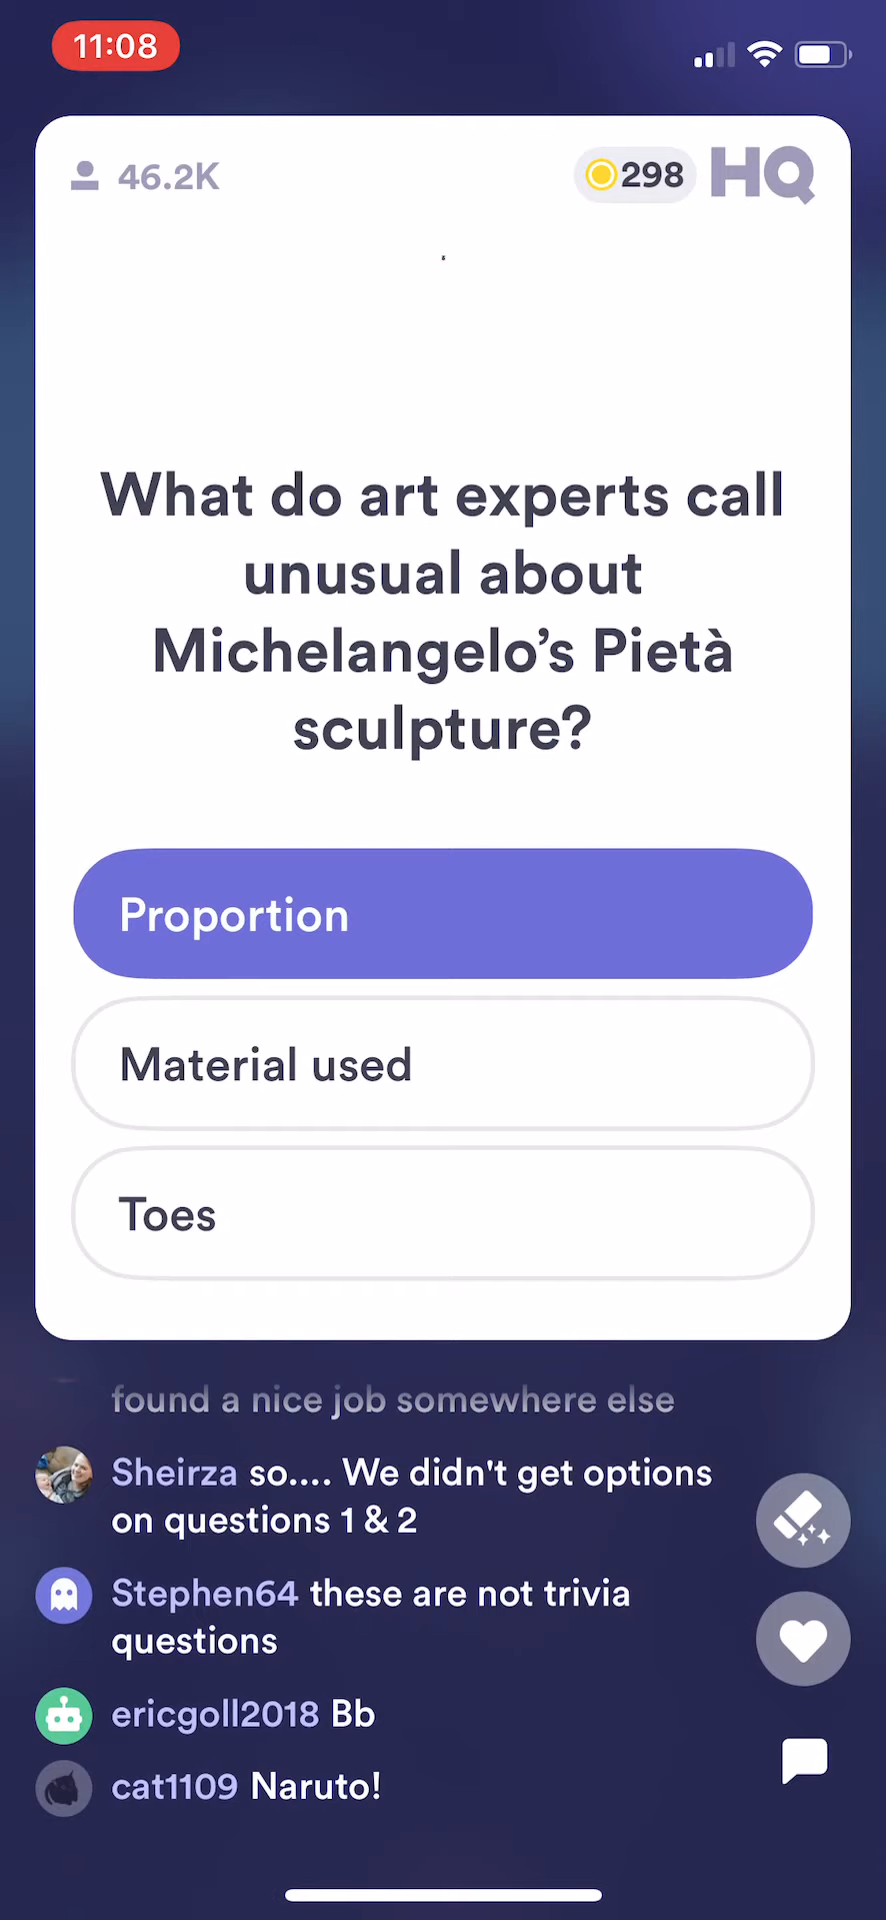 11:08
46.2K
298
HQ
What do art experts call
unusual about
Michelangelo’s Pietà
sculpture?
Proportion
Material used
Toes
found a nice job somewhere else
Sheirza so.... We didn't get options
on questions 1 & 2
Stephen64 these are not trivia
questions
ericgoll2018 Bb
cat1109 Naruto!